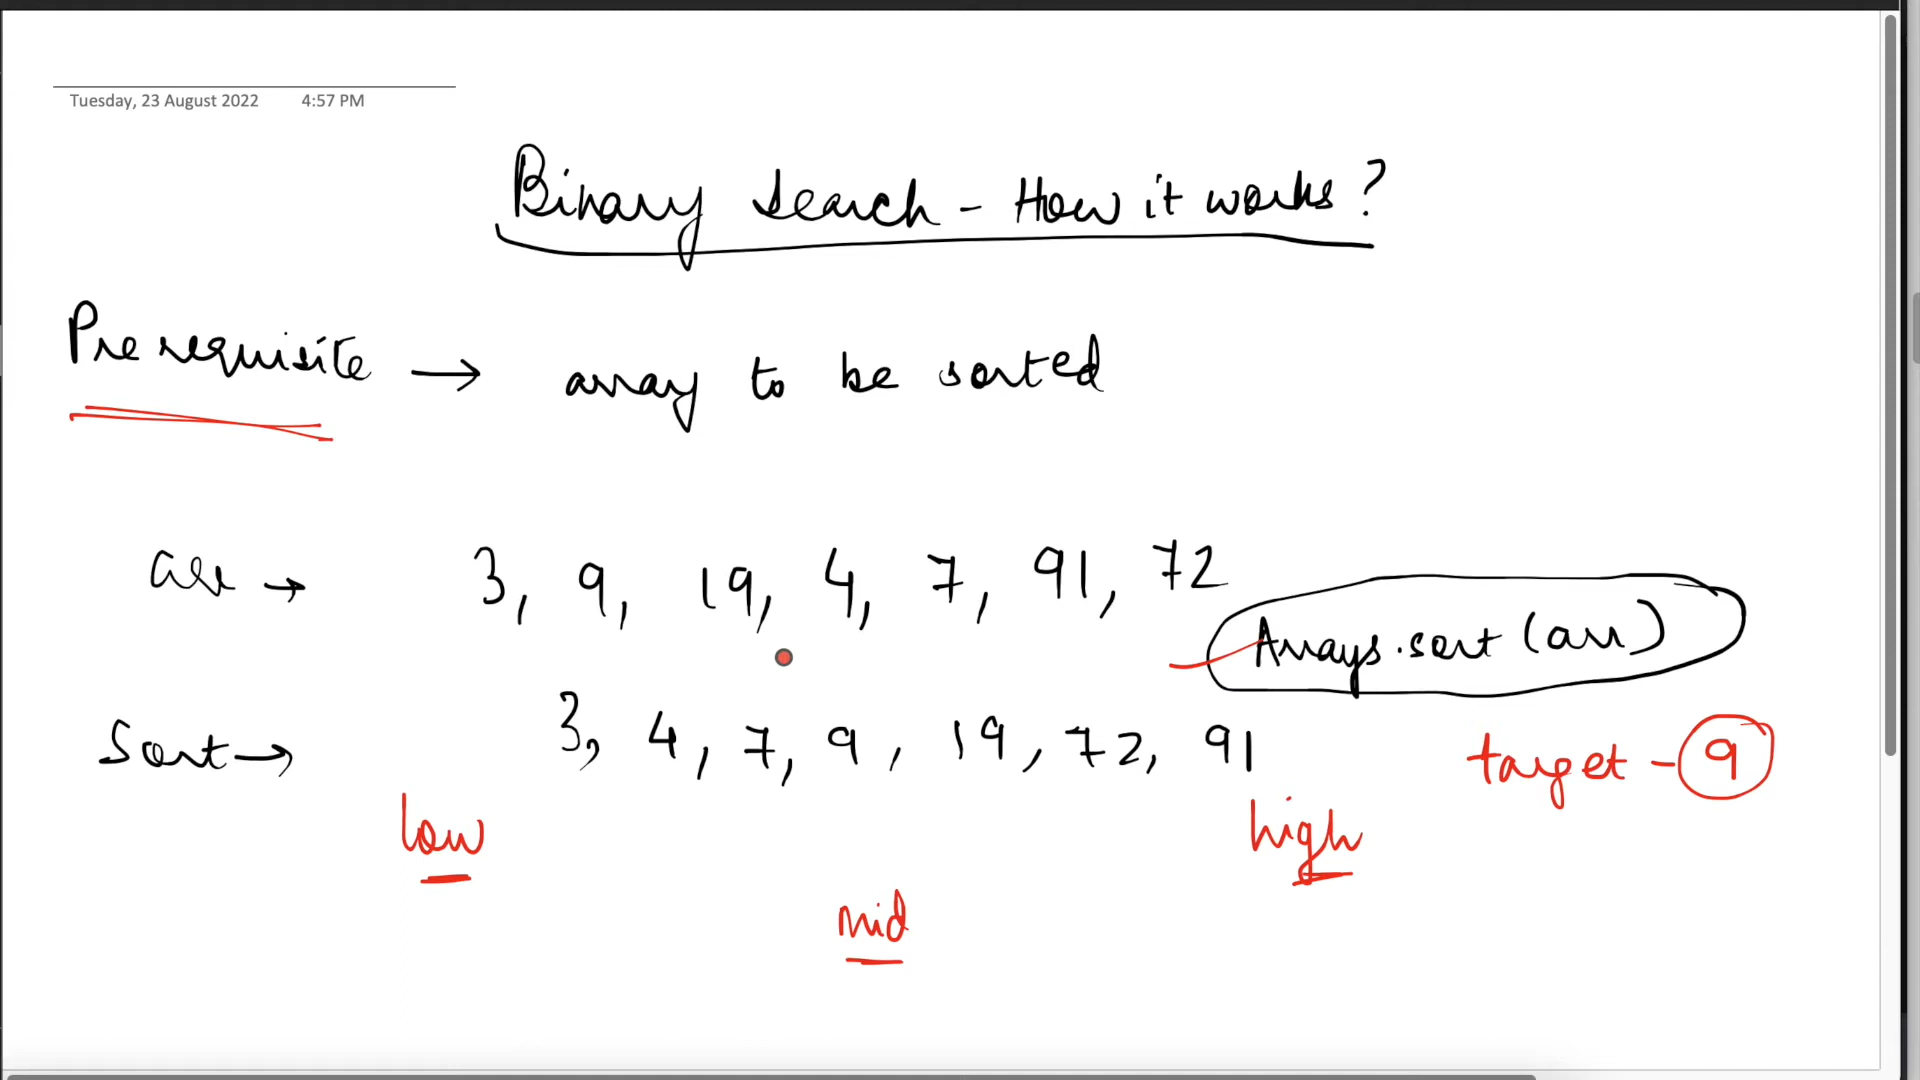 Tuesday, 23 August 2022 4:57 PM
Binary Search - How it works?
Prerequisite → array to be sorted
arr → 3, 9, 19, 4, 7, 91, 72
Arrays.sort (arr)
Sort → 3, 4, 7, 9, 19, 72, 91
target - 9
low high
mid